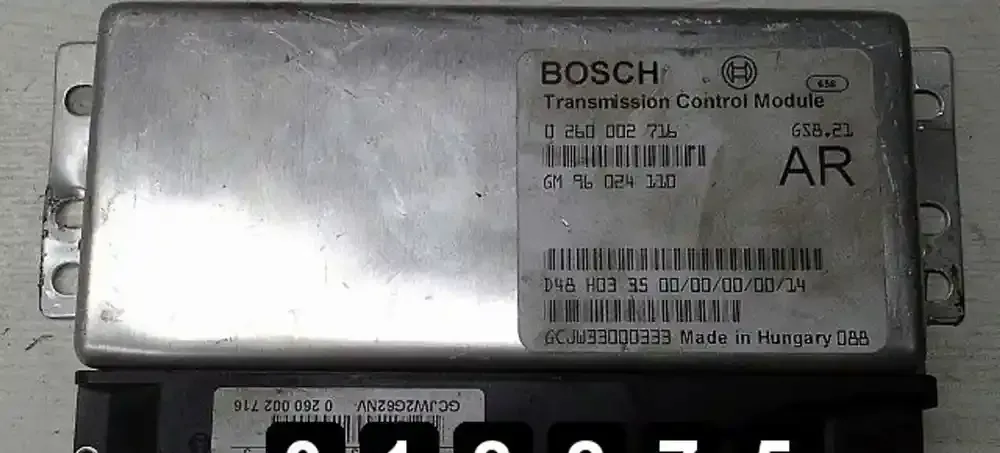 BOSCH
656
Transmission Control Module
0 260 002 716 GS8.21
AR
GM 96 024 110
D48 H03 35 00/00/00/00/14
GCJW33000333 Made in Hungary 088
GCJW2G62NV 0 260 002 716